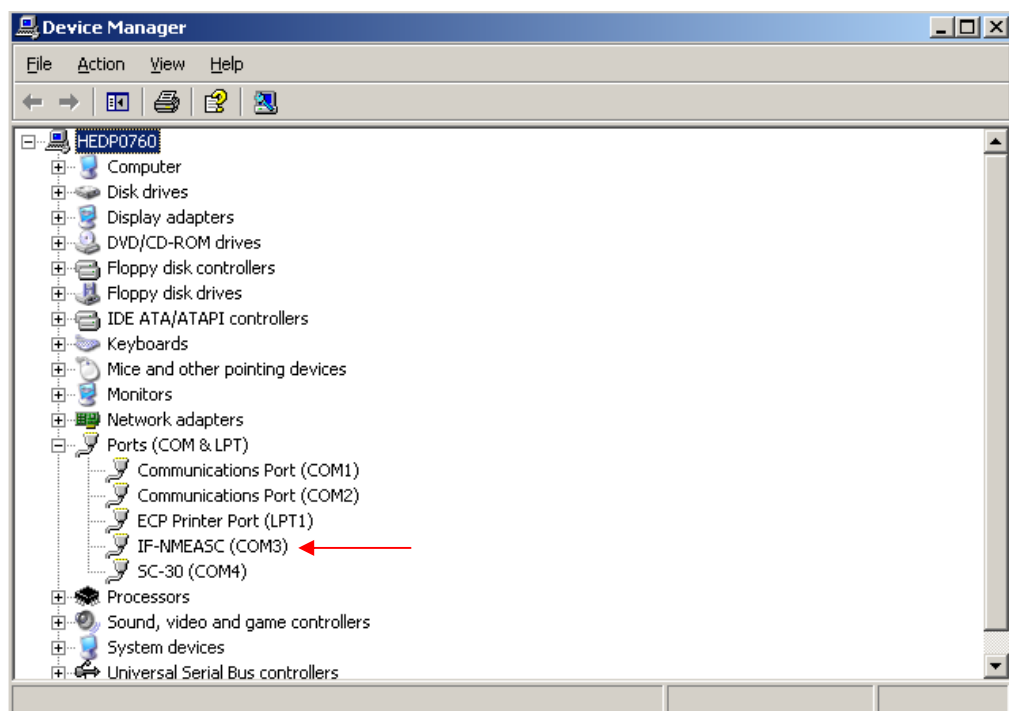 Device Manager
File Action View Help
HEDP0760
Computer
Disk drives
Display adapters
DVD/CD-ROM drives
Floppy disk controllers
Floppy disk drives
IDE ATA/ATAPI controllers
Keyboards
Mice and other pointing devices
Monitors
Network adapters
Ports (COM & LPT)
Communications Port (COM1)
Communications Port (COM2)
ECP Printer Port (LPT1)
IF-NMEASC (COM3)
SC-30 (COM4)
Processors
Sound, video and game controllers
System devices
Universal Serial Bus controllers